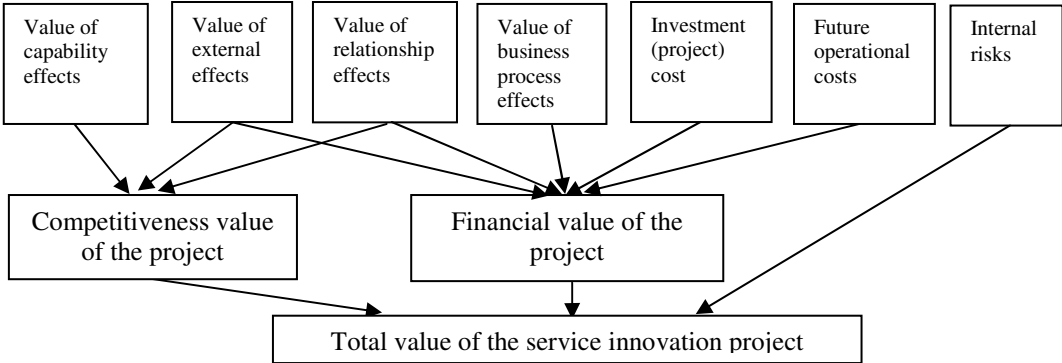 Value of
capability
effects
Value of
external
effects
Value of
relationship
effects
Value of
business
process
effects
Investment
(project)
cost
Future
operational
costs
Internal
risks
Competitiveness value
of the project
Financial value of the
project
Total value of the service innovation project